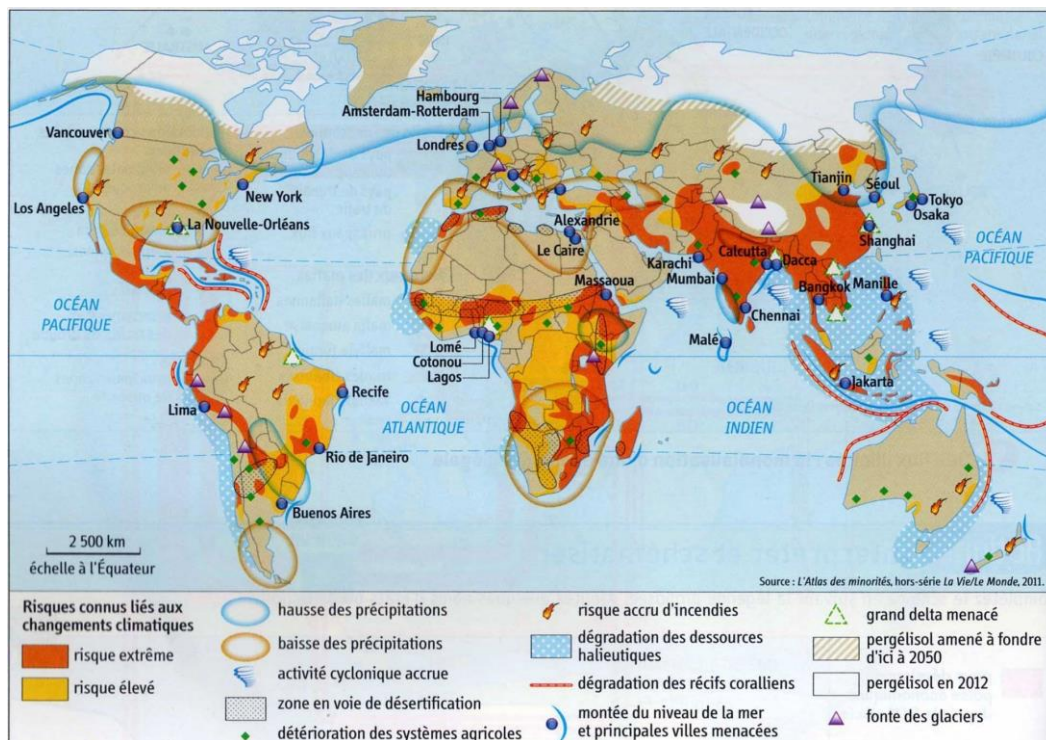 Hambourg
Amsterdam-Rotterdam
Londres
Vancouver
New York
Los Angeles
La Nouvelle-Orléans
Tianjin
Séoul
Tokyo
Osaka
Shanghai
Alexandrie
Le Caire
Calcutta
Dacca
Karachi
Mumbai
Massaoua
Bangkok
Manille
Chennai
Malé
Lomé
Cotonou
Lagos
Jakarta
Recife
Lima
Rio de Janeiro
Buenos Aires
OCÉAN
PACIFIQUE
OCÉAN
ATLANTIQUE
OCÉAN
INDIEN
OCÉAN
PACIFIQUE
2 500 km
échelle à l'Équateur
Source : L'Atlas des minorités, hors-série La Vie/Le Monde, 2011.
Risques connus liés aux
changements climatiques
risque extrême
risque élevé
hausse des précipitations
baisse des précipitations
activité cyclonique accrue
zone en voie de désertification
détérioration des systèmes agricoles
risque accru d'incendies
dégradation des dessources
halieutiques
dégradation des récifs coralliens
montée du niveau de la mer
et principales villes menacées
grand delta menacé
pergélisol amené à fondre
d'ici à 2050
pergélisol en 2012
fonte des glaciers